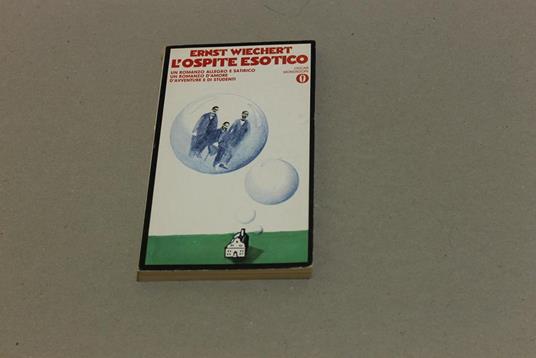 ERNST WIECHERT
L'OSPITE ESOTICO
UN ROMANZO ALLEGRO E SATIRICO
UN ROMANZO D'AMORE
D'AVVENTURE E DI STUDENTI
OSCAR
MONDADORI